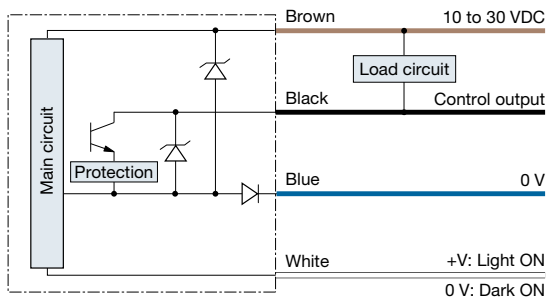 Brown
10 to 30 VDC
Load circuit
Black
Control output
Main circuit
Protection
Blue
0 V
White
+V: Light ON
0 V: Dark ON